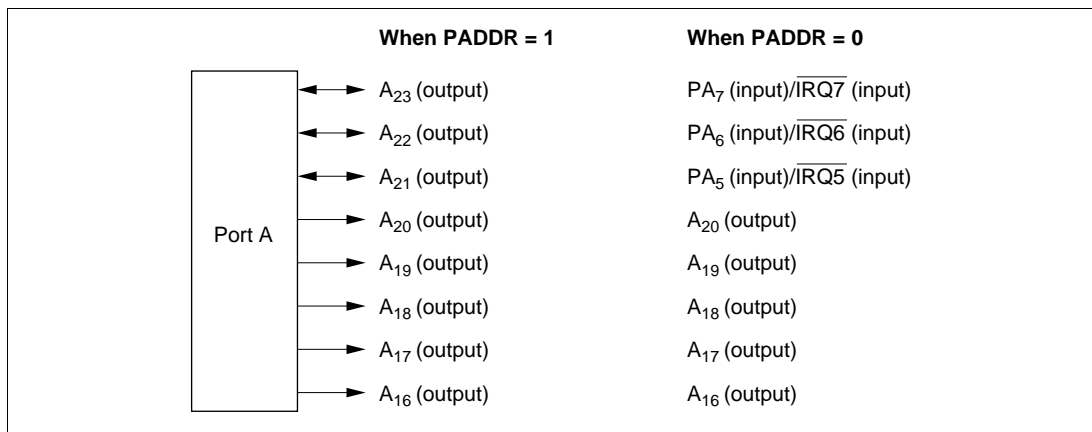 When PADDR = 1 When PADDR = 0
A23 (output) PA7 (input)/IRQ7 (input)
A22 (output) PA6 (input)/IRQ6 (input)
A21 (output) PA5 (input)/IRQ5 (input)
A20 (output) A20 (output)
Port A
A19 (output) A19 (output)
A18 (output) A18 (output)
A17 (output) A17 (output)
A16 (output) A16 (output)